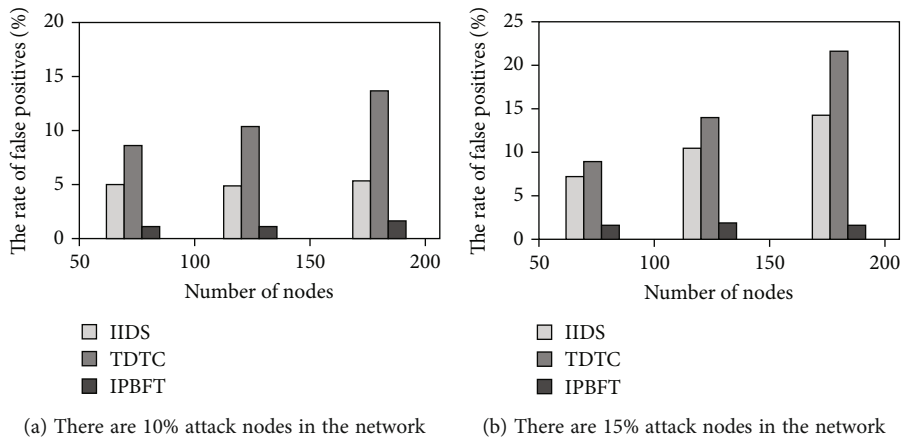 The rate of false positives (%)
20
15
10
5
0
50
100
150
200
Number of nodes
IIDS
TDTC
IPBFT
(a) There are 10% attack nodes in the network
The rate of false positives (%)
25
20
15
10
5
0
50
100
150
200
Number of nodes
IIDS
TDTC
IPBFT
(b) There are 15% attack nodes in the network